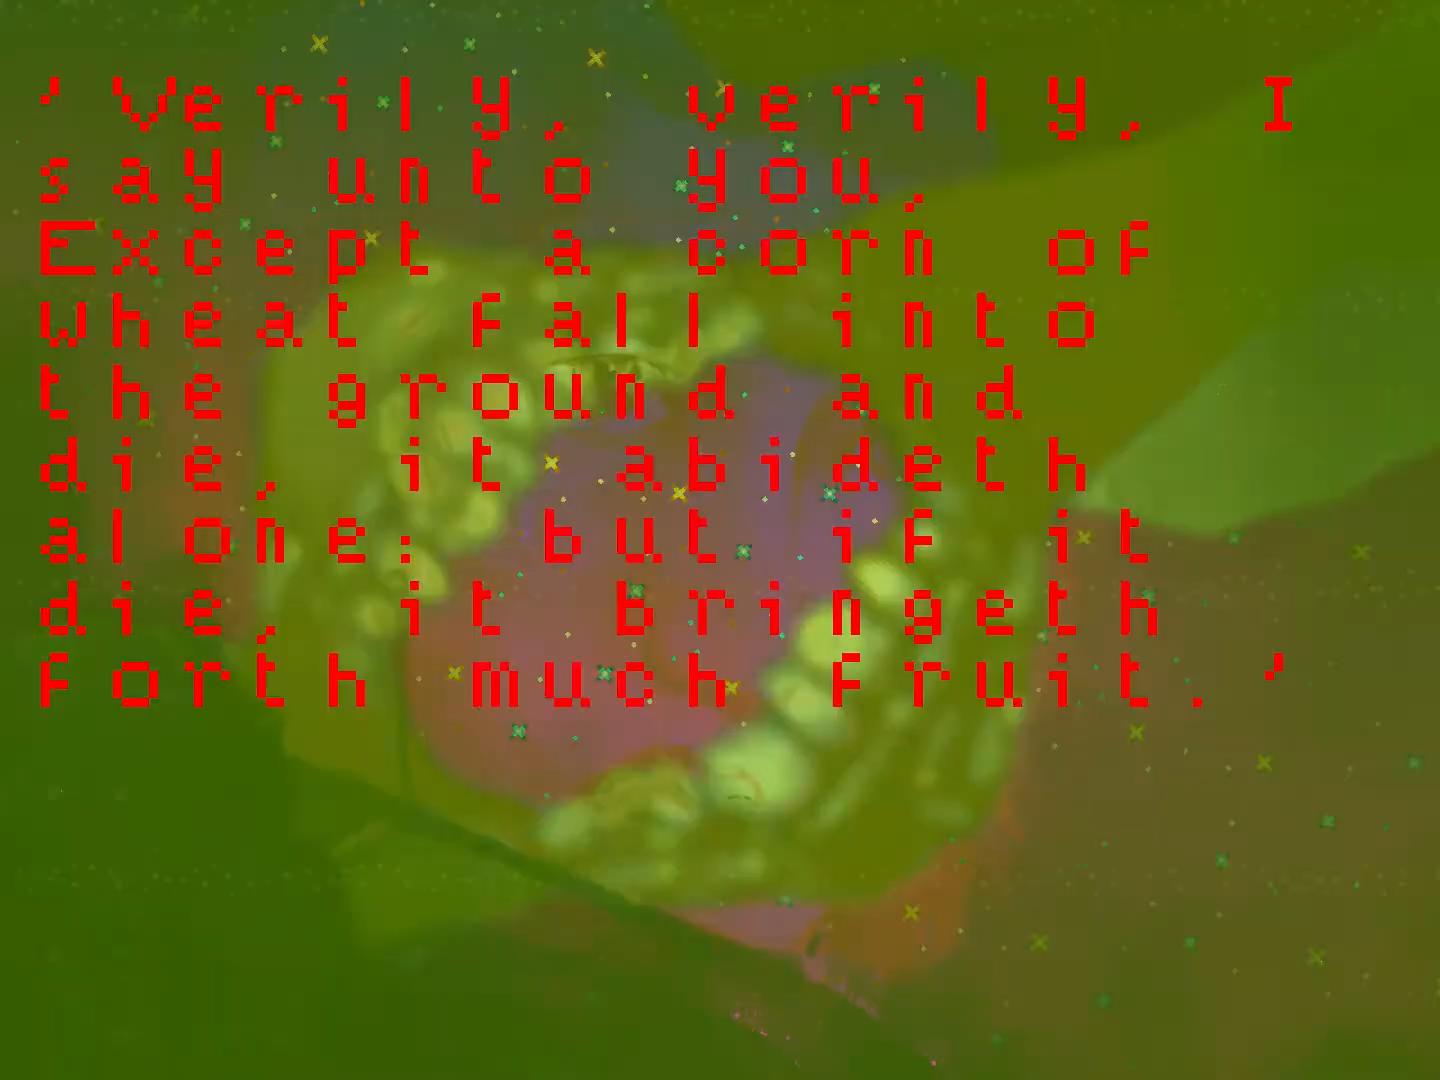 'Verily, verily, I
say unto you,
Except a corn of
wheat fall into
the ground and
die, it abideth
alone: but if it
die, it bringeth
forth much fruit.'